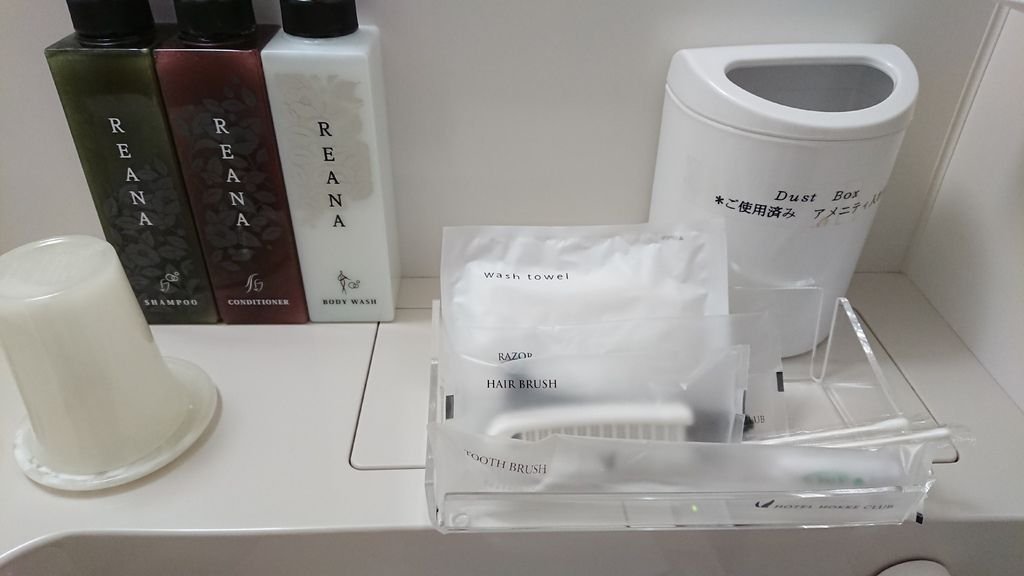 REANA
SHAMPOO
REANA
CONDITIONER
REANA
BODY WASH
Dust Box
*ご使用済み アメニティ
wash towel
RAZOR
HAIR BRUSH
TOOTH BRUSH
HOTEL HOKKE CLUB